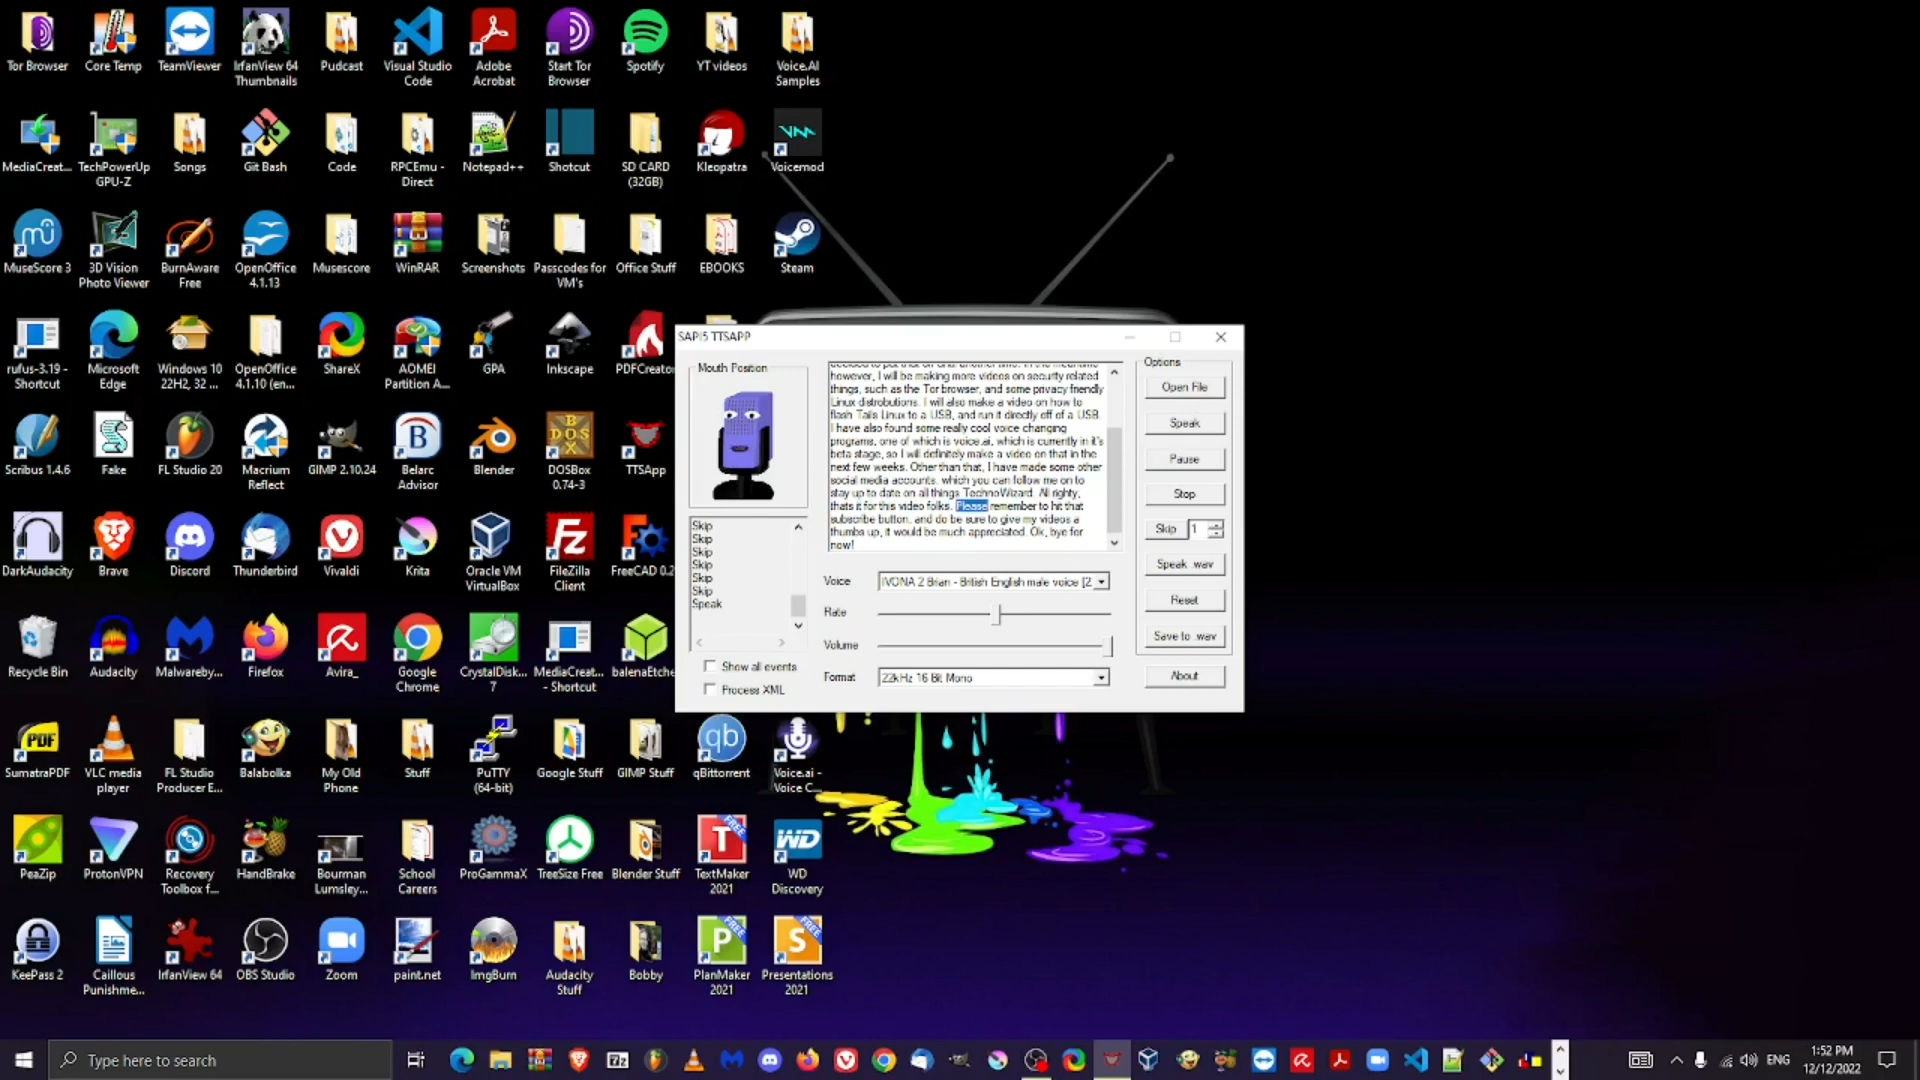 Tor Browser
Core Temp
TeamViewer
IrfanView 64
Thumbnails
Pudcast
Visual Studio
Code
Adobe
Acrobat
Start Tor
Browser
Spotify
YT videos
Voice.AI
Samples
MediaCreat...
TechPowerUp
GPU-Z
Songs
Git Bash
Code
RPCEmu -
Direct
Notepad++
Shotcut
SD CARD
(32GB)
Kleopatra
Voicemod
MuseScore 3
3D Vision
Photo Viewer
BurnAware
Free
OpenOffice
4.1.13
Musescore
WinRAR
Screenshots
Passcodes for
VM's
Office Stuff
EBOOKS
Steam
rufus-3.19 -
Shortcut
Microsoft
Edge
Windows 10
22H2, 32 ...
OpenOffice
4.1.10 (en...
ShareX
AOMEI
Partition A...
GPA
Inkscape
PDFCreator
Scribus 1.4.6
Fake
FL Studio 20
Macrium
Reflect
GIMP 2.10.24
Belarc
Advisor
Blender
DOSBox
0.74-3
TTSApp
DarkAudacity
Brave
Discord
Thunderbird
Vivaldi
Krita
Oracle VM
VirtualBox
FileZilla
Client
FreeCAD 0.2
Recycle Bin
Audacity
Malwareby...
Firefox
Avira_
Google
Chrome
CrystalDisk...
7
MediaCreat...
- Shortcut
balenaEtche
SumatraPDF
VLC media
player
FL Studio
Producer E...
Balabolka
My Old
Phone
Stuff
PuTTY
(64-bit)
Google Stuff
GIMP Stuff
qBittorrent
Voice.ai -
Voice C...
PeaZip
ProtonVPN
Recovery
Toolbox f...
HandBrake
Bourman
Lumsley...
School
Careers
ProGammaX
TreeSize Free
Blender Stuff
TextMaker
2021
WD
Discovery
KeePass 2
Caillous
Punishme...
IrfanView 64
OBS Studio
Zoom
paint.net
ImgBurn
Audacity
Stuff
Bobby
PlanMaker
2021
Presentations
2021
SAPI5 TTSAPP
Mouth Position
however, I will be making more videos on security related
things, such as the Tor browser, and some privacy friendly
Linux distrobutions. I will also make a video on how to
flash Tails Linux to a USB, and run it directly off of a USB.
I have also found some really cool voice changing
programs, one of which is voice.ai, which is currently in it's
beta stage, so I will definitely make a video on that in the
next few weeks. Other than that, I have made some other
social media accounts, which you can follow me on to
stay up to date on all things TechnoWizard. All righty,
thats it for this video folks. Please remember to hit that
subscribe button, and do be sure to give my videos a
thumbs up, it would be much appreciated. Ok, bye for
now!
Skip
Skip
Skip
Skip
Skip
Skip
Speak
Show all events
Process XML
Voice
IVONA 2 Brian - British English male voice [2
Rate
Volume
Format
22kHz 16 Bit Mono
Options
Open File
Speak
Pause
Stop
Skip 1
Speak .wav
Reset
Save to .wav
About
Type here to search
ENG
1:52 PM
12/12/2022